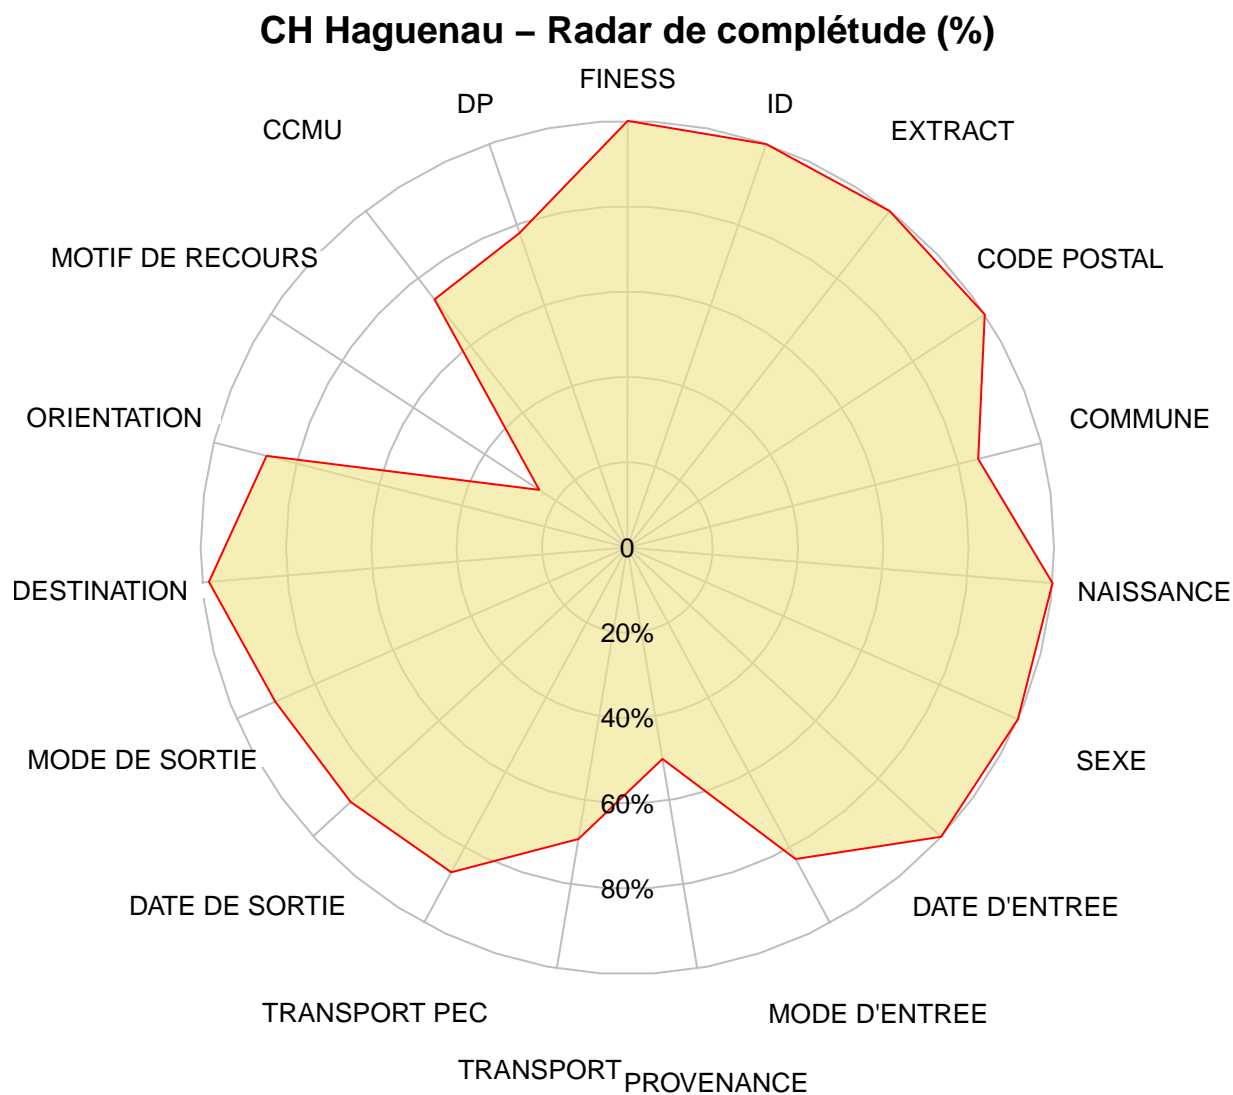 CH Haguenau – Radar de complétude (%)
FINESS
DP
ID
CCMU
EXTRACT
MOTIF DE RECOURS
CODE POSTAL
ORIENTATION
COMMUNE
0
DESTINATION
NAISSANCE
20%
40%
MODE DE SORTIE
SEXE
60%
80%
DATE DE SORTIE
DATE D'ENTREE
TRANSPORT PEC
MODE D'ENTREE
TRANSPORT
PROVENANCE